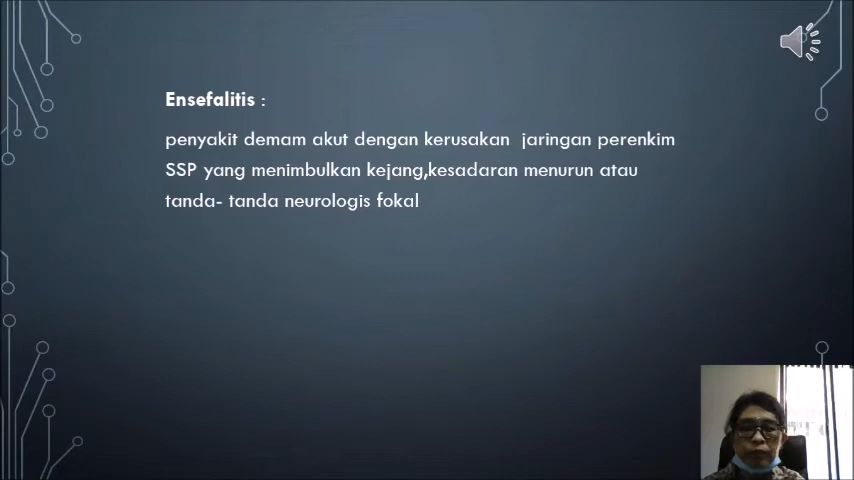 Ensefalitis :
penyakit demam akut dengan kerusakan jaringan perenkim
SSP yang menimbulkan kejang,kesadaran menurun atau
tanda- tanda neurologis fokal